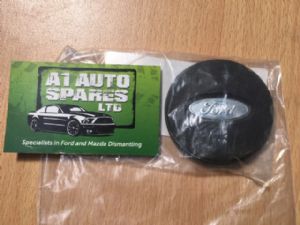 A1 AUTO
SPARES
LTD
Specialists in Ford and Mazda Dismantling
Ford